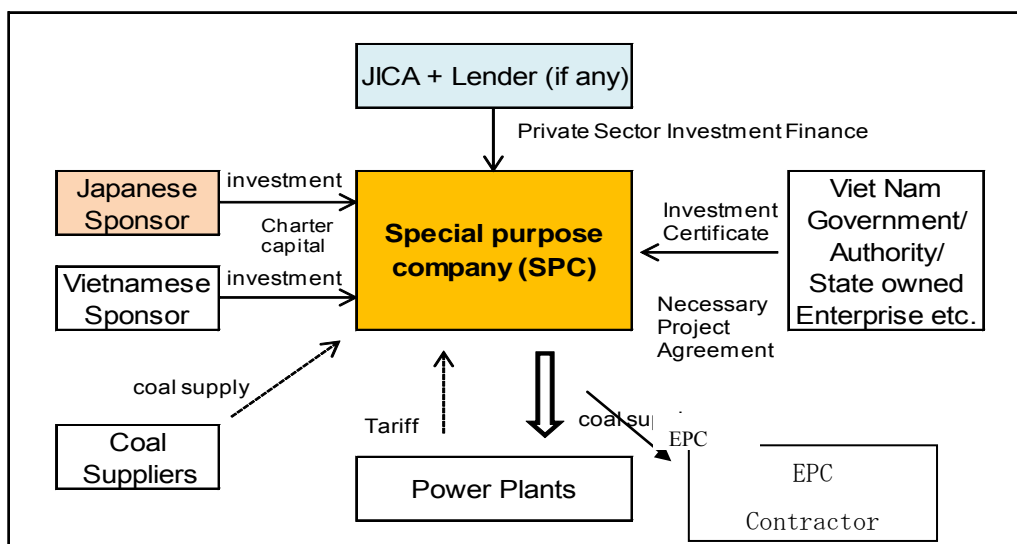 JICA + Lender (if any)
Private Sector Investment Finance
Japanese
Sponsor
investment
Charter
capital
Vietnamese
Sponsor
investment
Special purpose
company (SPC)
Investment
Certificate
Viet Nam
Government/
Authority/
State owned
Enterprise etc.
Necessary
Project
Agreement
coal supply
Coal
Suppliers
Tariff
Power Plants
coal sup
EPC
EPC
Contractor